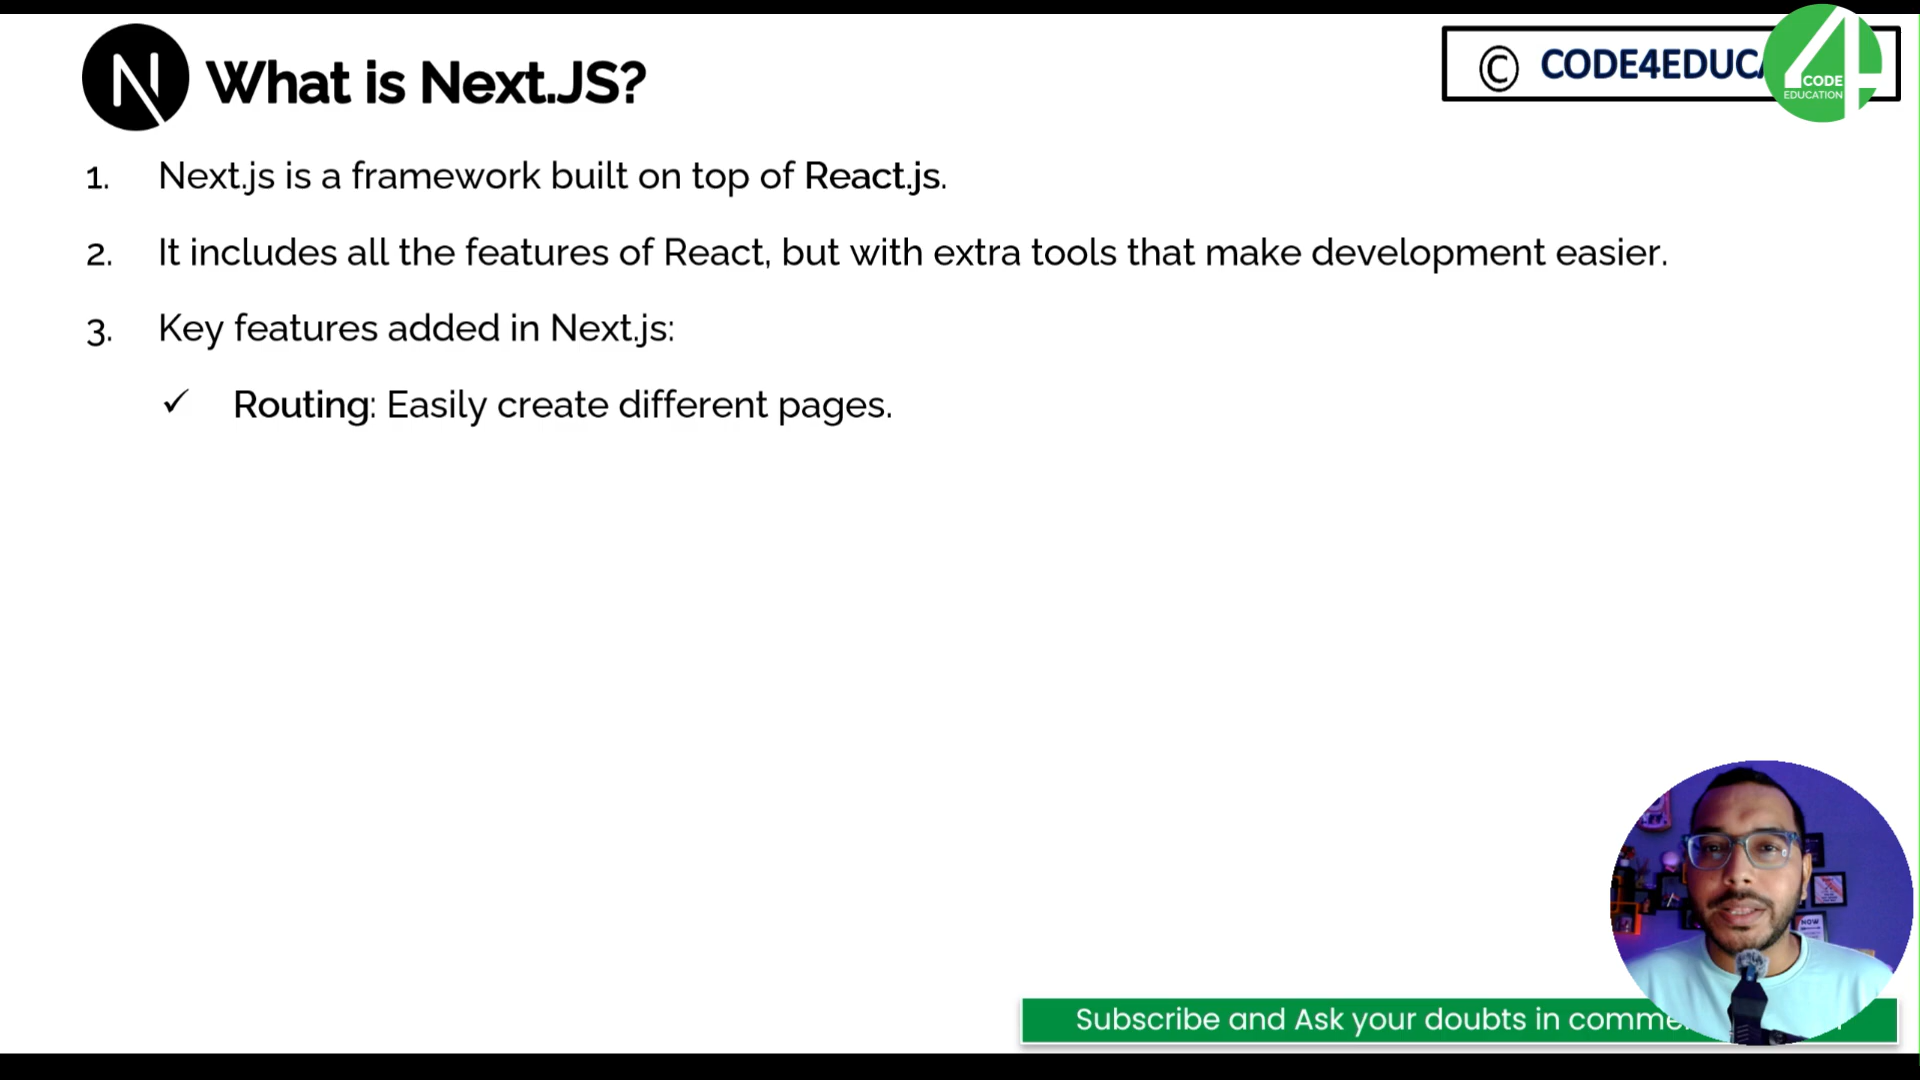 What is Next.JS?
© CODE4EDUCA
CODE
EDUCATION
1. Next.js is a framework built on top of React.js.
2. It includes all the features of React, but with extra tools that make development easier.
3. Key features added in Next.js:
✓ Routing: Easily create different pages.
HOW
Subscribe and Ask your doubts in comme